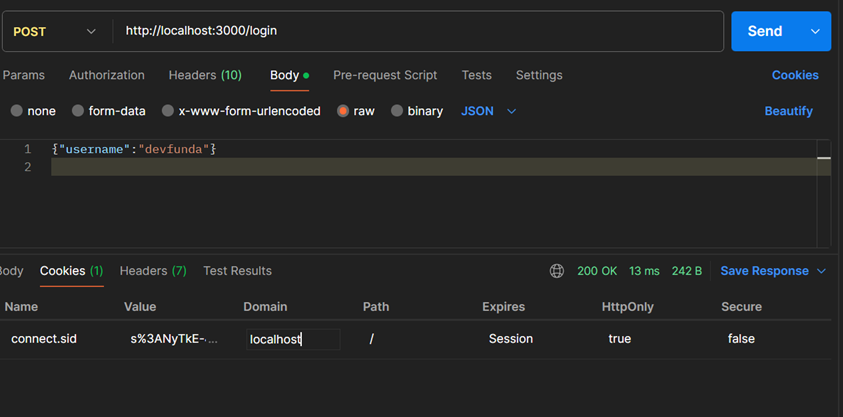 POST http://localhost:3000/login Send
Params Authorization Headers (10) Body Pre-request Script Tests Settings Cookies
none form-data x-www-form-urlencoded raw binary JSON Beautify
1 {"username":"devfunda"}
2
Body Cookies (1) Headers (7) Test Results 200 OK 13 ms 242 B Save Response
Name Value Domain Path Expires HttpOnly Secure
connect.sid s%3ANyTkE-... localhost / Session true false